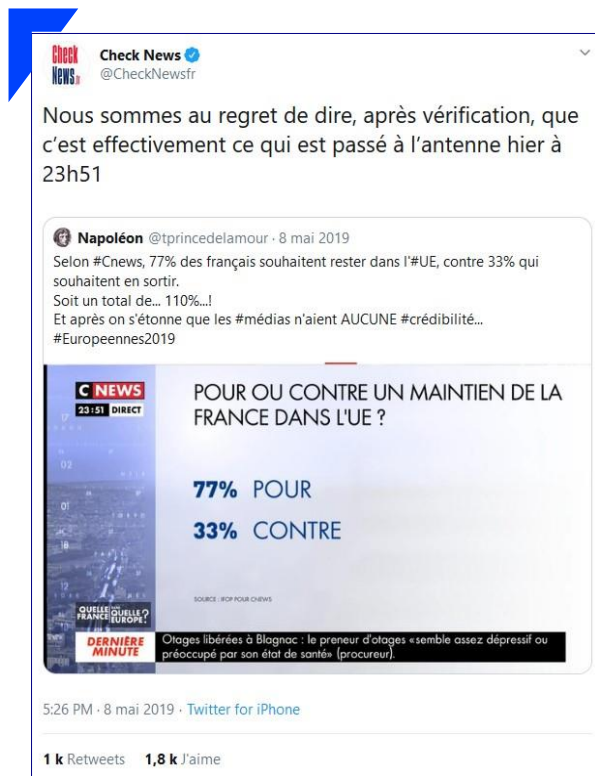 Check News
Check News
.fr
@CheckNewsfr
Nous sommes au regret de dire, après vérification, que
c’est effectivement ce qui est passé à l’antenne hier à
23h51
Napoléon @tprincedelamour · 8 mai 2019
Selon #Cnews, 77% des français souhaitent rester dans l'#UE, contre 33% qui
souhaitent en sortir.
Soit un total de... 110%...!
Et après on s'étonne que les #médias n'aient AUCUNE #crédibilité...
#Europeennes2019
C NEWS
23:51 DIRECT
POUR OU CONTRE UN MAINTIEN DE LA
FRANCE DANS L'UE ?
77% POUR
33% CONTRE
SOURCE : IFOP POUR CNEWS
QUELLE QUELLE
FRANCE EUROPE?
DERNIÈRE
MINUTE
Otages libérées à Blagnac : le preneur d'otages «semble assez dépressif ou
préoccupé par son état de santé» (procureur).
5:26 PM · 8 mai 2019 · Twitter for iPhone
1 k Retweets 1,8 k J'aime